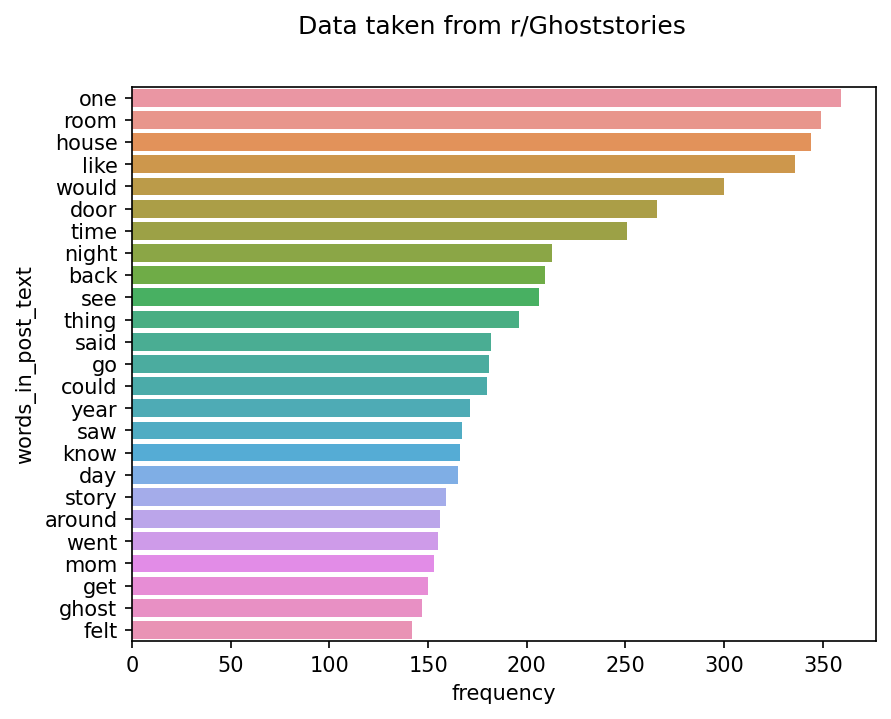 Data taken from r/Ghoststories
words_in_post_text
one
room
house
like
would
door
time
night
back
see
thing
said
go
could
year
saw
know
day
story
around
went
mom
get
ghost
felt
0 50 100 150 200 250 300 350
frequency